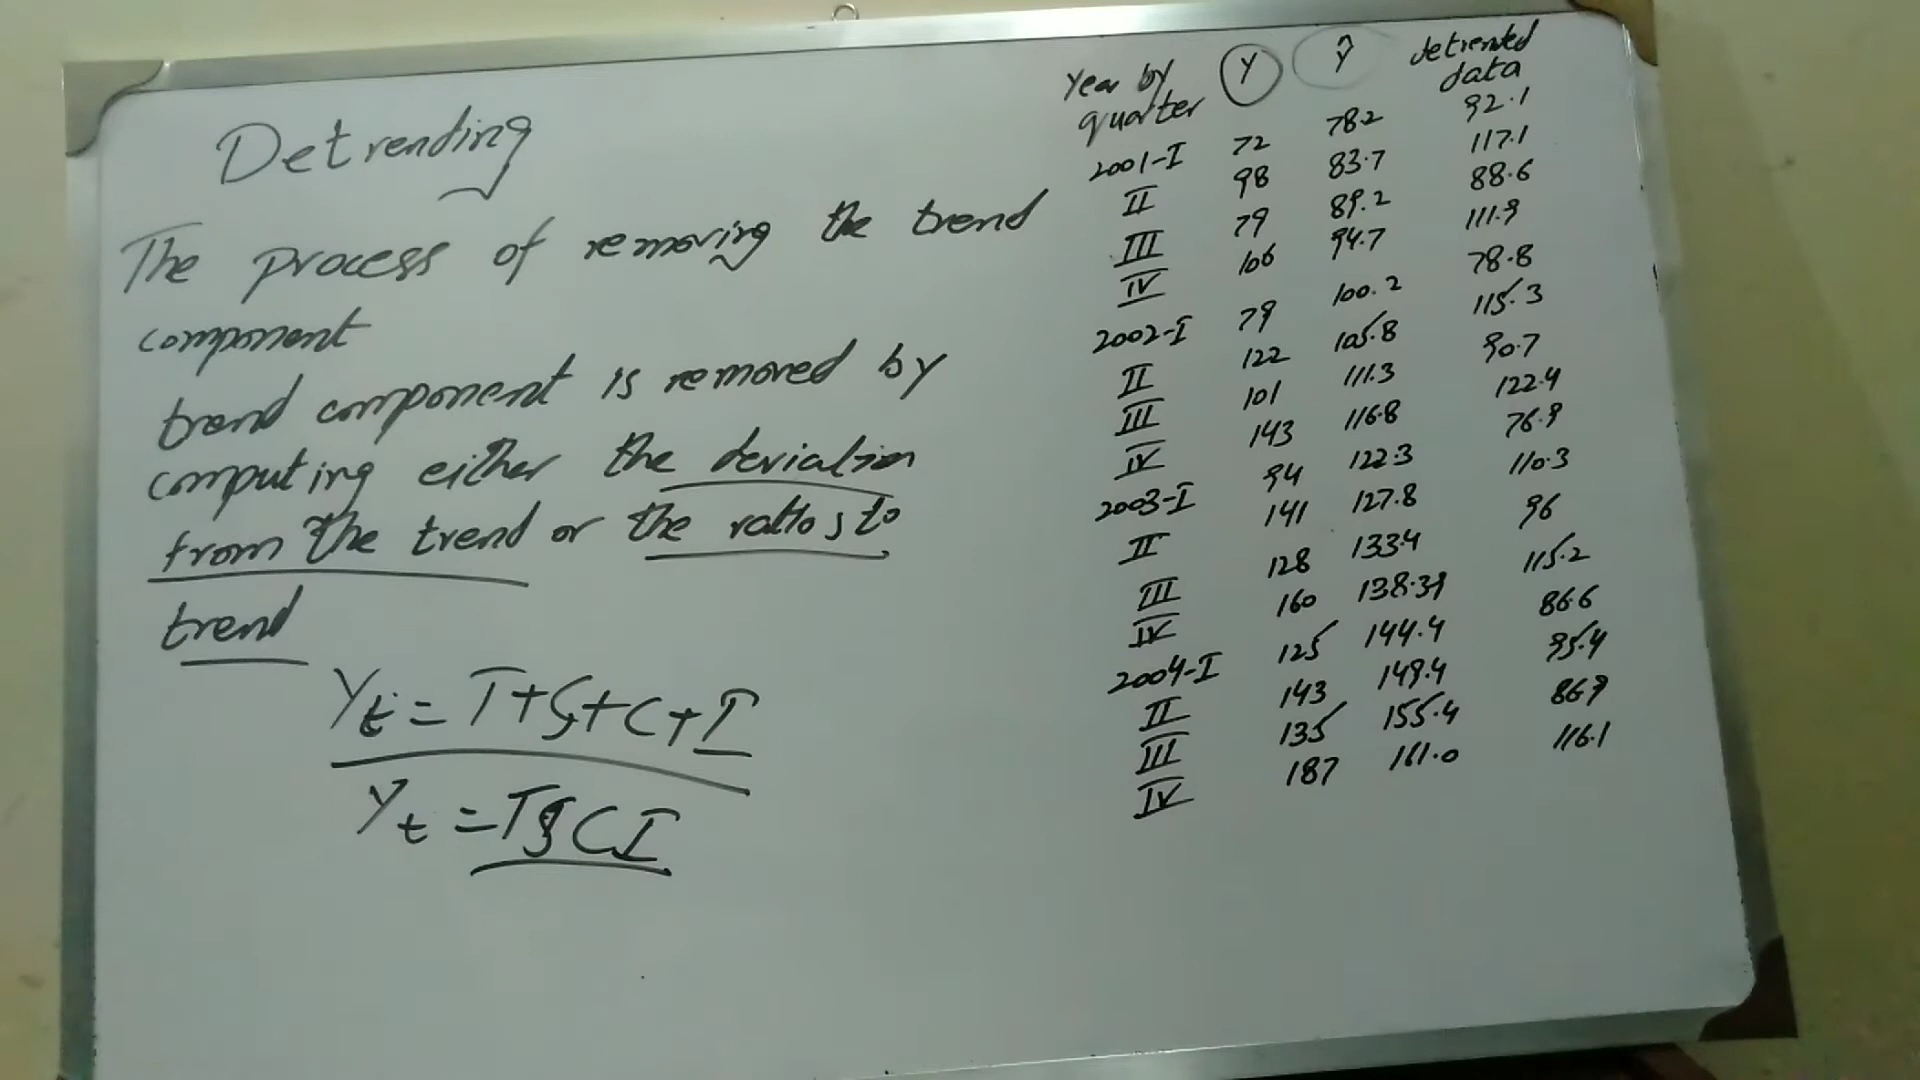 Detrending
The process of removing the trend
component
trend component is removed by
computing either the deviation
from the trend or the ratios to
trend
Yt = T+S+C+I
Yt = TSCI
Year by quarter Y Ŷ detrended data
2001-I 72 78.2 92.1
II 98 83.7 117.1
III 79 89.2 88.6
IV 106 94.7 111.9
2002-I 79 100.2 78.8
II 122 105.8 115.3
III 101 111.3 90.7
IV 143 116.8 122.4
2003-I 94 122.3 76.9
II 141 127.8 110.3
III 128 133.4 96
IV 160 138.39 115.2
2004-I 125 144.4 86.6
II 143 149.4 95.4
III 135 155.4 86.9
IV 187 161.0 116.1